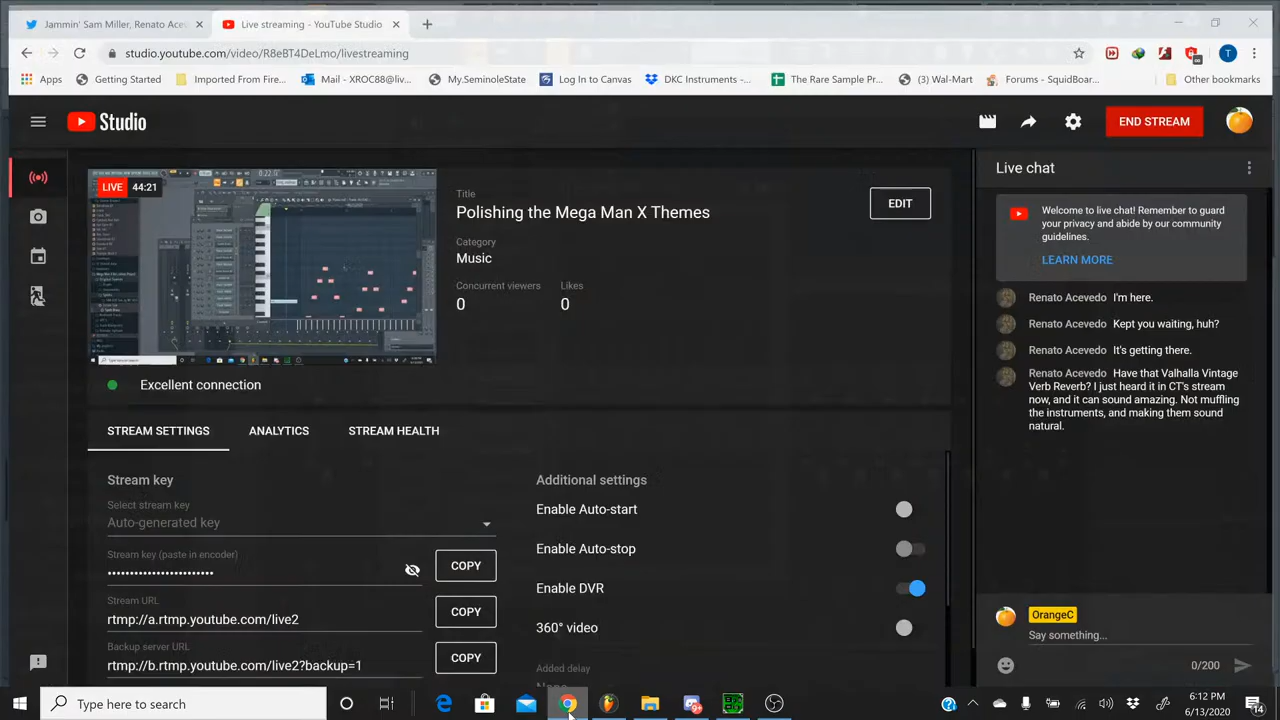 Jammin' Sam Miller, Renato Ace
Live streaming - YouTube Studio
studio.youtube.com/video/R8eBT4DeLmo/livestreaming
Apps
Getting Started
Imported From Fire...
Mail - XROC88@liv...
My.SeminoleState
Log In to Canvas
DKC Instruments -...
The Rare Sample Pr...
(3) Wal-Mart
Forums - SquidBoar...
Other bookmarks
T
Studio
END STREAM
LIVE 44:21
Title
Polishing the Mega Man X Themes
EDIT
Category
Music
Concurrent viewers
Likes
0
0
Excellent connection
STREAM SETTINGS
ANALYTICS
STREAM HEALTH
Stream key
Select stream key
Auto-generated key
Stream key (paste in encoder)
••••••••••••••••••••••••
COPY
Stream URL
rtmp://a.rtmp.youtube.com/live2
COPY
Backup server URL
rtmp://b.rtmp.youtube.com/live2?backup=1
COPY
Additional settings
Enable Auto-start
Enable Auto-stop
Enable DVR
360° video
Added delay
Live chat
Welcome to live chat! Remember to guard
your privacy and abide by our community
guidelines.
LEARN MORE
Renato Acevedo I'm here.
Renato Acevedo Kept you waiting, huh?
Renato Acevedo It's getting there.
Renato Acevedo Have that Valhalla Vintage
Verb Reverb? I just heard it in CT's stream
now, and it can sound amazing. Not muffling
the instruments, and making them sound
natural.
OrangeC
Say something...
0/200
Type here to search
6:12 PM
6/13/2020
14